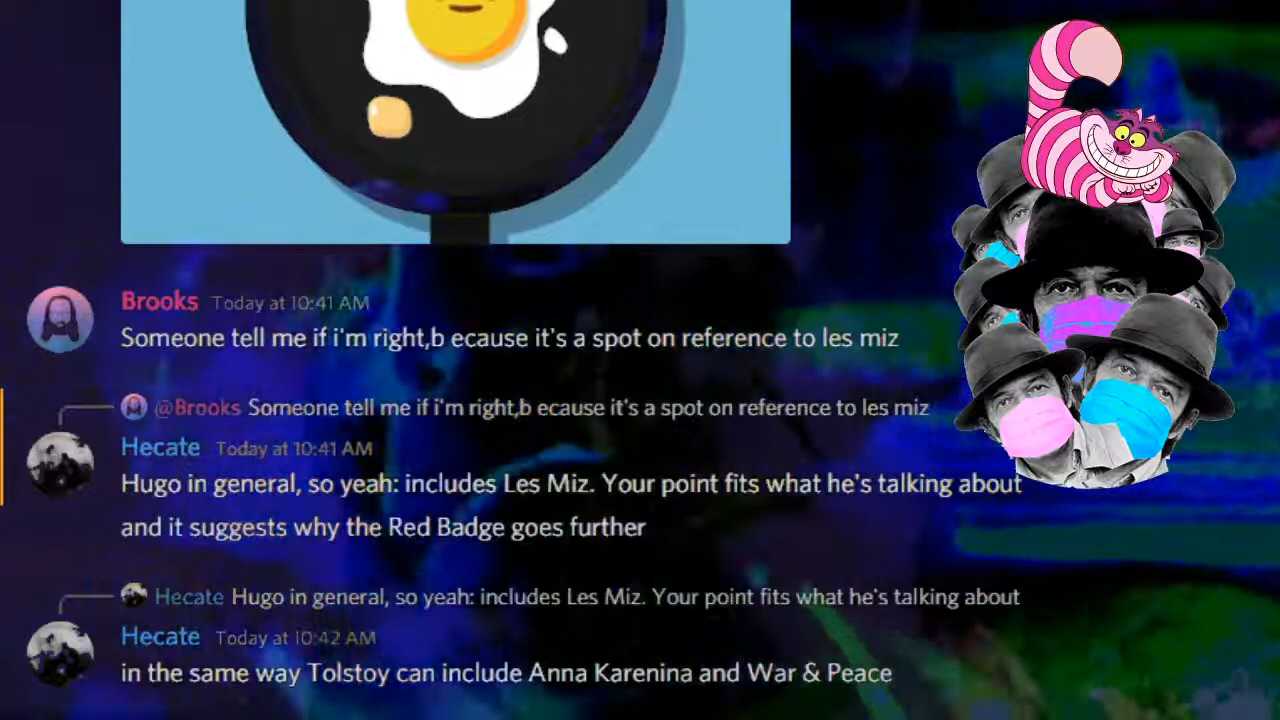 Brooks Today at 10:41 AM
Someone tell me if i'm right,b ecause it's a spot on reference to les miz
@Brooks Someone tell me if i'm right,b ecause it's a spot on reference to les miz
Hecate Today at 10:41 AM
Hugo in general, so yeah: includes Les Miz. Your point fits what he's talking about
and it suggests why the Red Badge goes further
Hecate Hugo in general, so yeah: includes Les Miz. Your point fits what he's talking about
Hecate Today at 10:42 AM
in the same way Tolstoy can include Anna Karenina and War & Peace